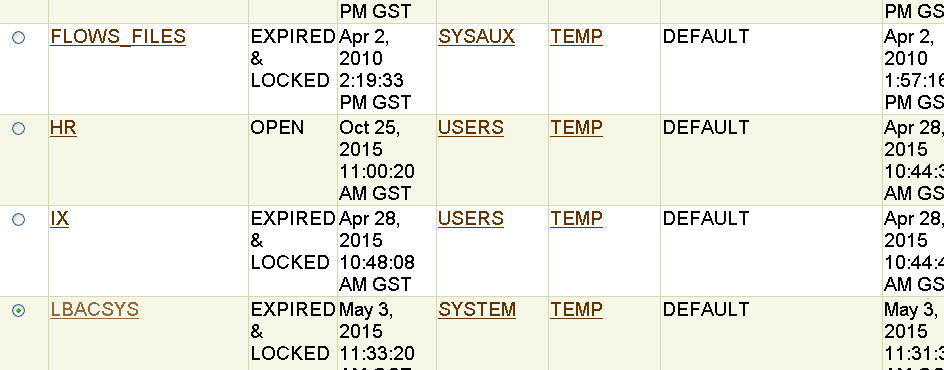 PM GST PM GS
FLOWS_FILES EXPIRED Apr 2, SYSAUX TEMP DEFAULT Apr 2,
& 2010 2010
LOCKED 2:19:33 1:57:16
PM GST PM GS
HR OPEN Oct 25, USERS TEMP DEFAULT Apr 28,
2015 2015
11:00:20 10:44:3
AM GST AM GS
IX EXPIRED Apr 28, USERS TEMP DEFAULT Apr 28,
& 2015 2015
LOCKED 10:48:08 10:44:4
AM GST AM GS
LBACSYS EXPIRED May 3, SYSTEM TEMP DEFAULT May 3,
& 2015 2015
LOCKED 11:33:20 11:31:3